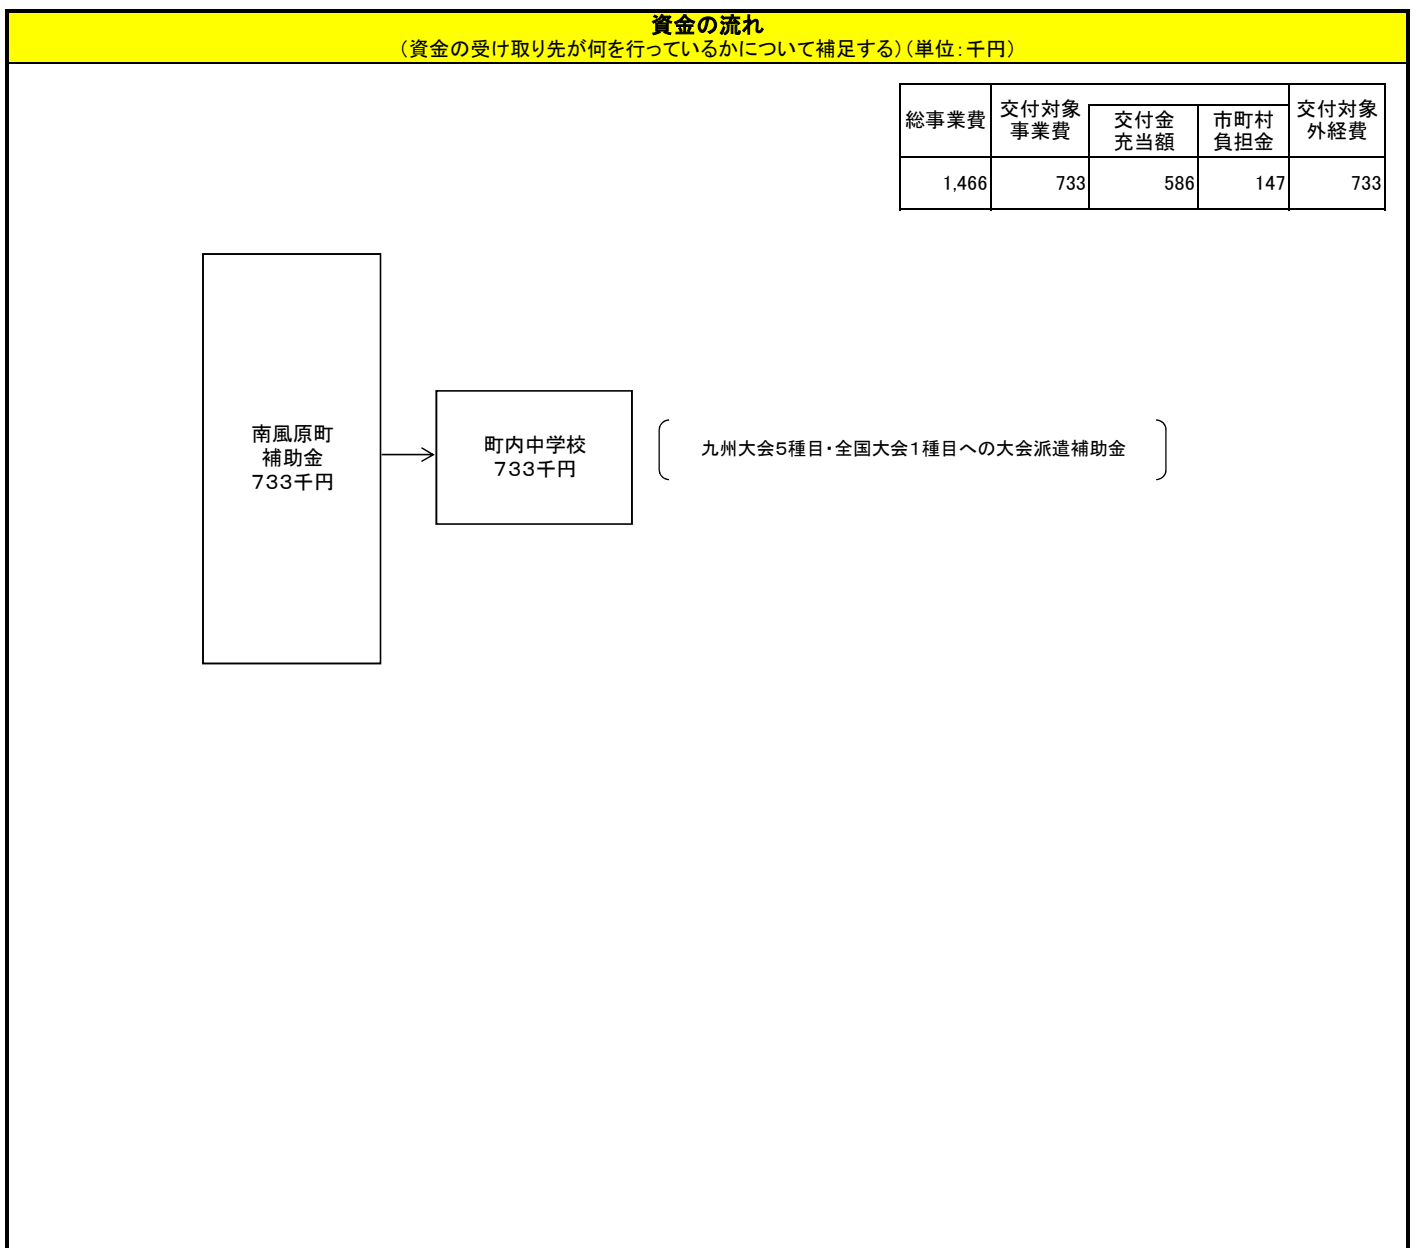 資金の流れ
（資金の受け取り先が何を行っているかについて補足する）（単位：千円）
総事業費
交付対象
事業費
交付金
充当額
市町村
負担金
交付対象
外経費
1,466
733
586
147
733
南風原町
補助金
733千円
町内中学校
733千円
九州大会5種目・全国大会1種目への大会派遣補助金